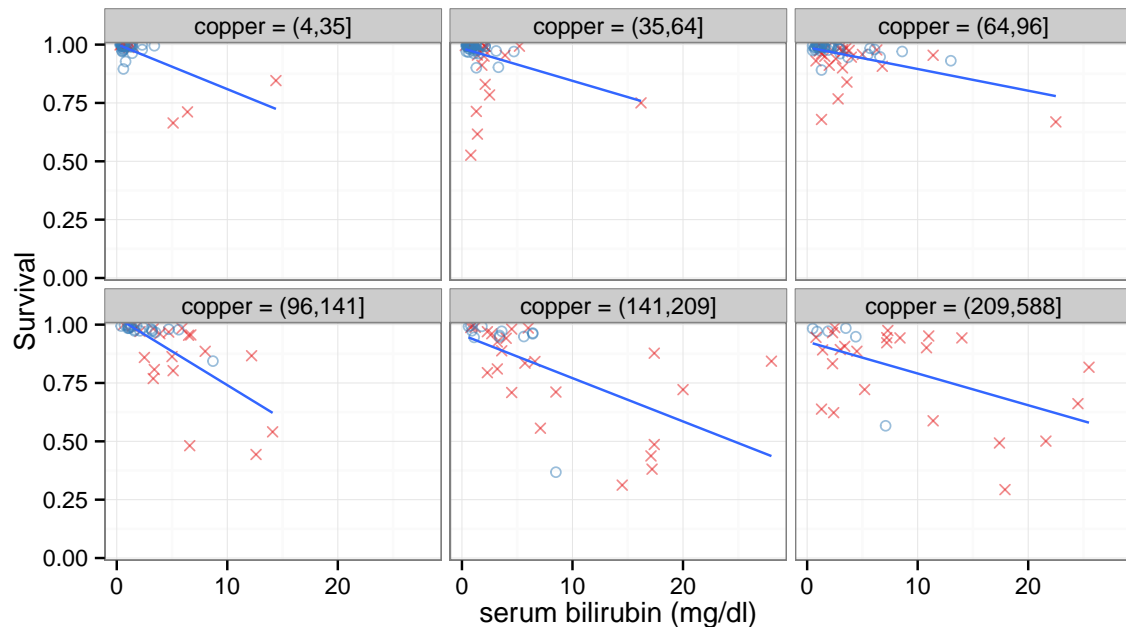 copper = (4,35] copper = (35,64] copper = (64,96]
1.00
0.75
0.50
0.25
0.00
Survival
copper = (96,141] copper = (141,209] copper = (209,588]
1.00
0.75
0.50
0.25
0.00
0 10 20 0 10 20 0 10 20
serum bilirubin (mg/dl)